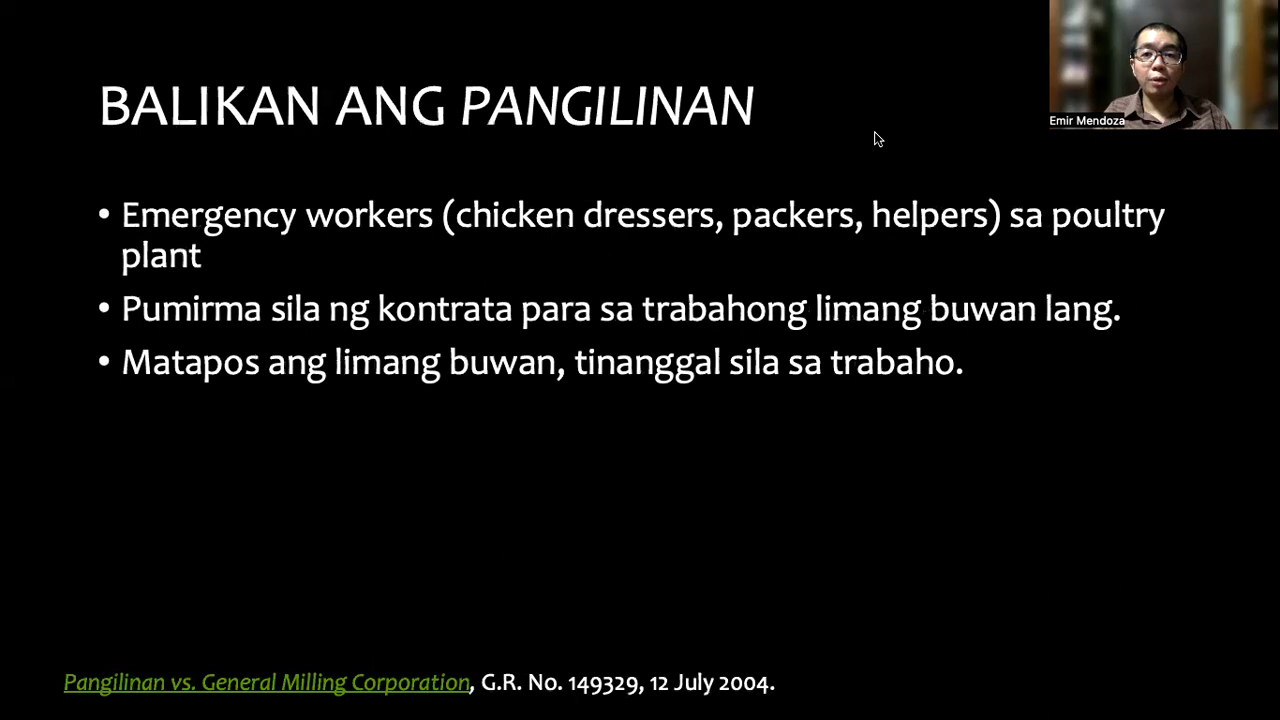 BALIKAN ANG PANGILINAN
Emir Mendoza
• Emergency workers (chicken dressers, packers, helpers) sa poultry
plant
• Pumirma sila ng kontrata para sa trabahong limang buwan lang.
• Matapos ang limang buwan, tinanggal sila sa trabaho.
Pangilinan vs. General Milling Corporation, G.R. No. 149329, 12 July 2004.